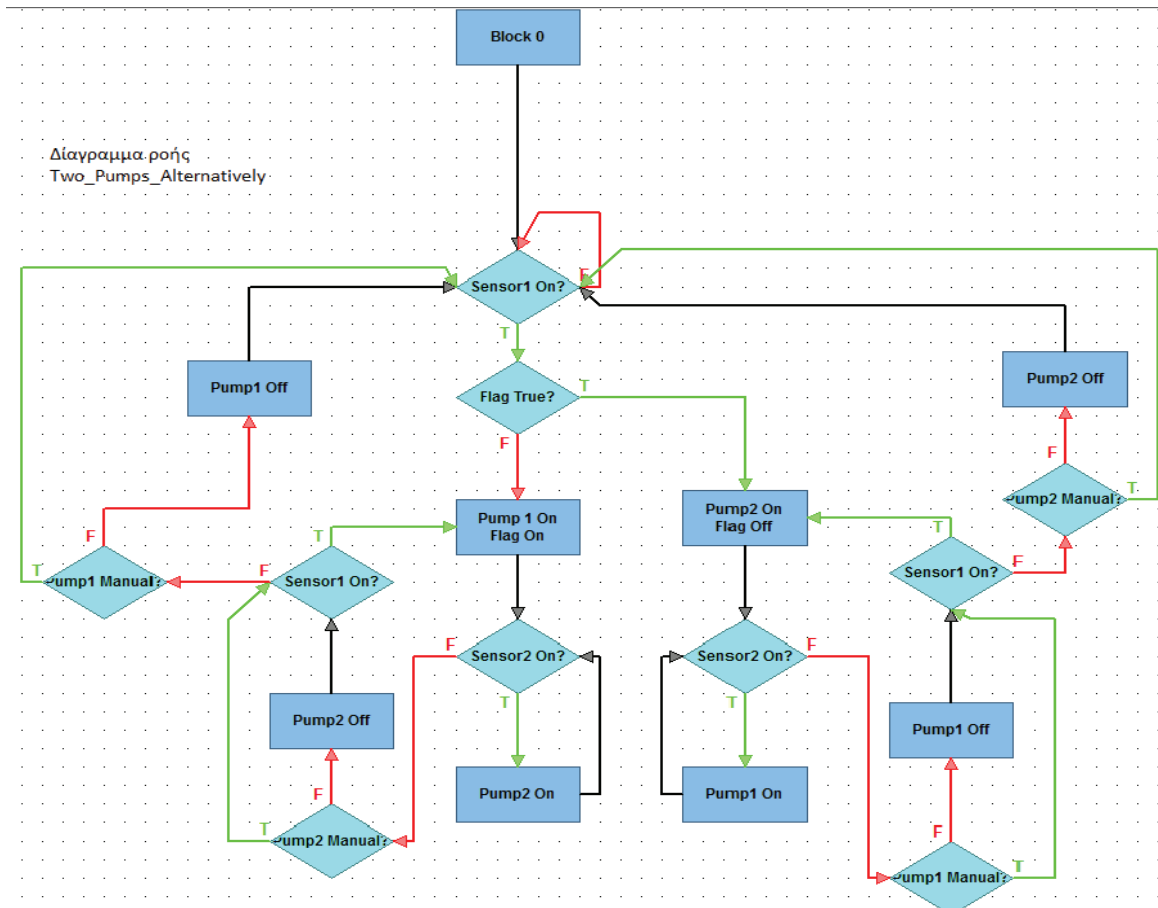 Block 0
Δίαγραμμα ροής
Two_Pumps_Alternatively
F
Sensor1 On?
T
Pump1 Off
Flag True?
T
Pump2 Off
F
F
Pump2 Manual?
T
Pump 1 On
Flag On
Pump2 On
Flag Off
F
T
T
T
Pump1 Manual?
F
Sensor1 On?
Sensor1 On?
F
F
Sensor2 On?
Sensor2 On?
F
T
T
Pump2 Off
Pump1 Off
Pump2 On
Pump1 On
F
F
T
Pump2 Manual?
Pump1 Manual?
T